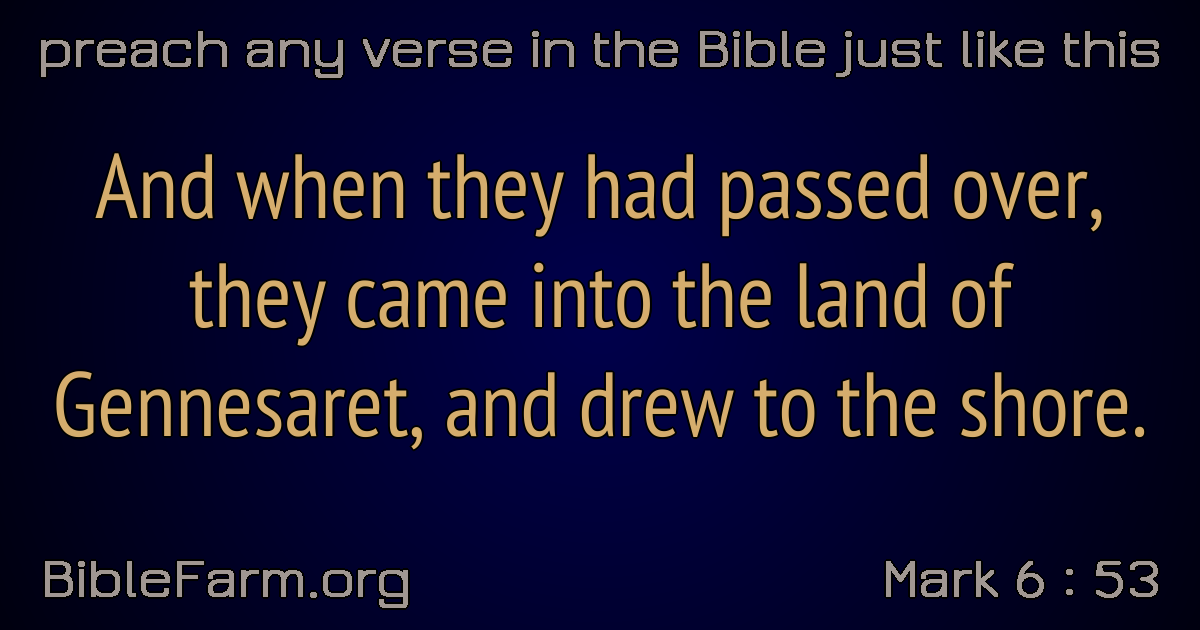 preach any verse in the Bible just like this
And when they had passed over,
they came into the land of
Gennesaret, and drew to the shore.
BibleFarm.org
Mark 6 : 53